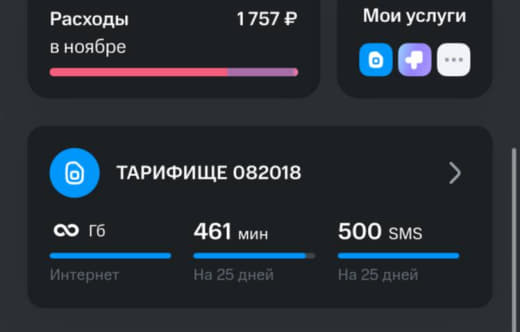 Расходы
1 757 ₽
в ноябре
Мои услуги
ТАРИФИЩЕ 082018
∞ Гб
461 мин
500 SMS
Интернет
На 25 дней
На 25 дней